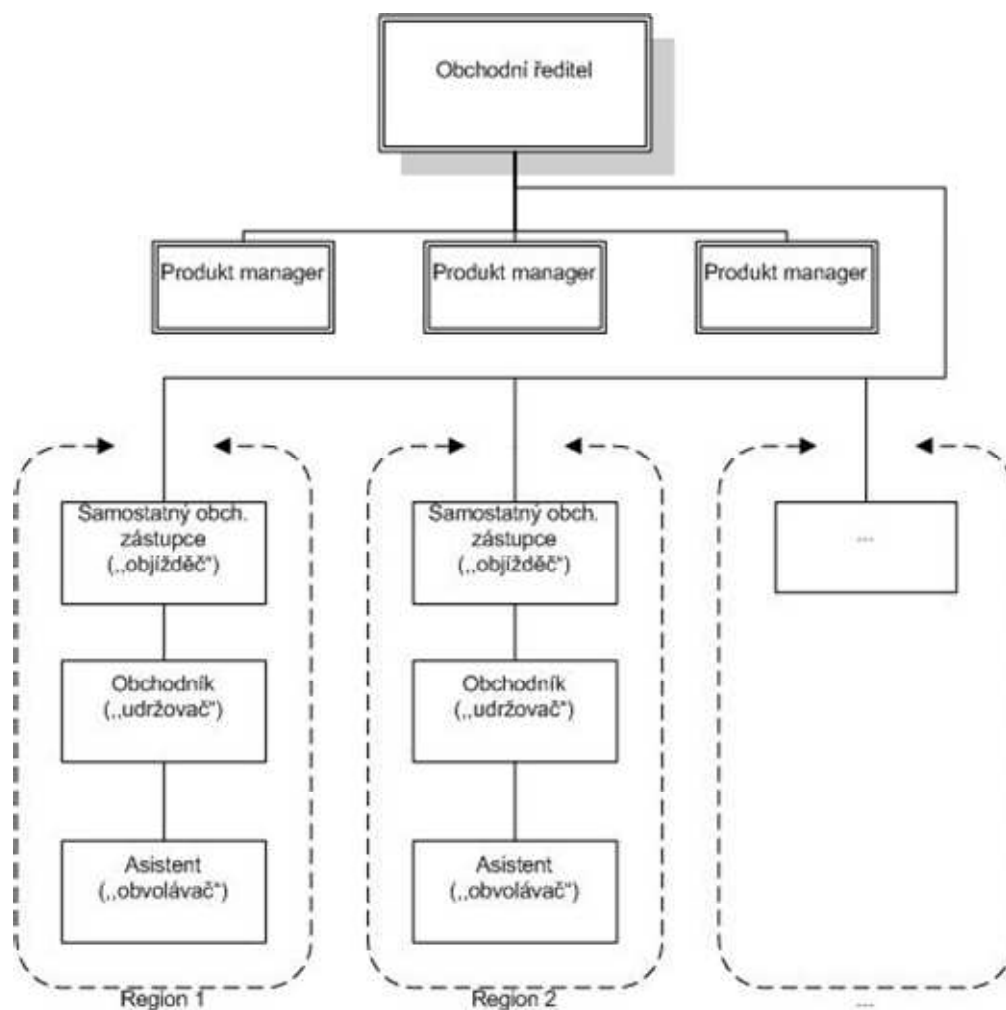 Obchodní ředitel
Produkt manager
Produkt manager
Produkt manager
Samostatný obch.
zástupce
(,,objížděč“)
Samostatný obch.
zástupce
(,,objížděč“)
...
Obchodník
(,,udržovač“)
Obchodník
(,,udržovač“)
Asistent
(,,obvolávač“)
Asistent
(,,obvolávač“)
Region 1
Region 2
...